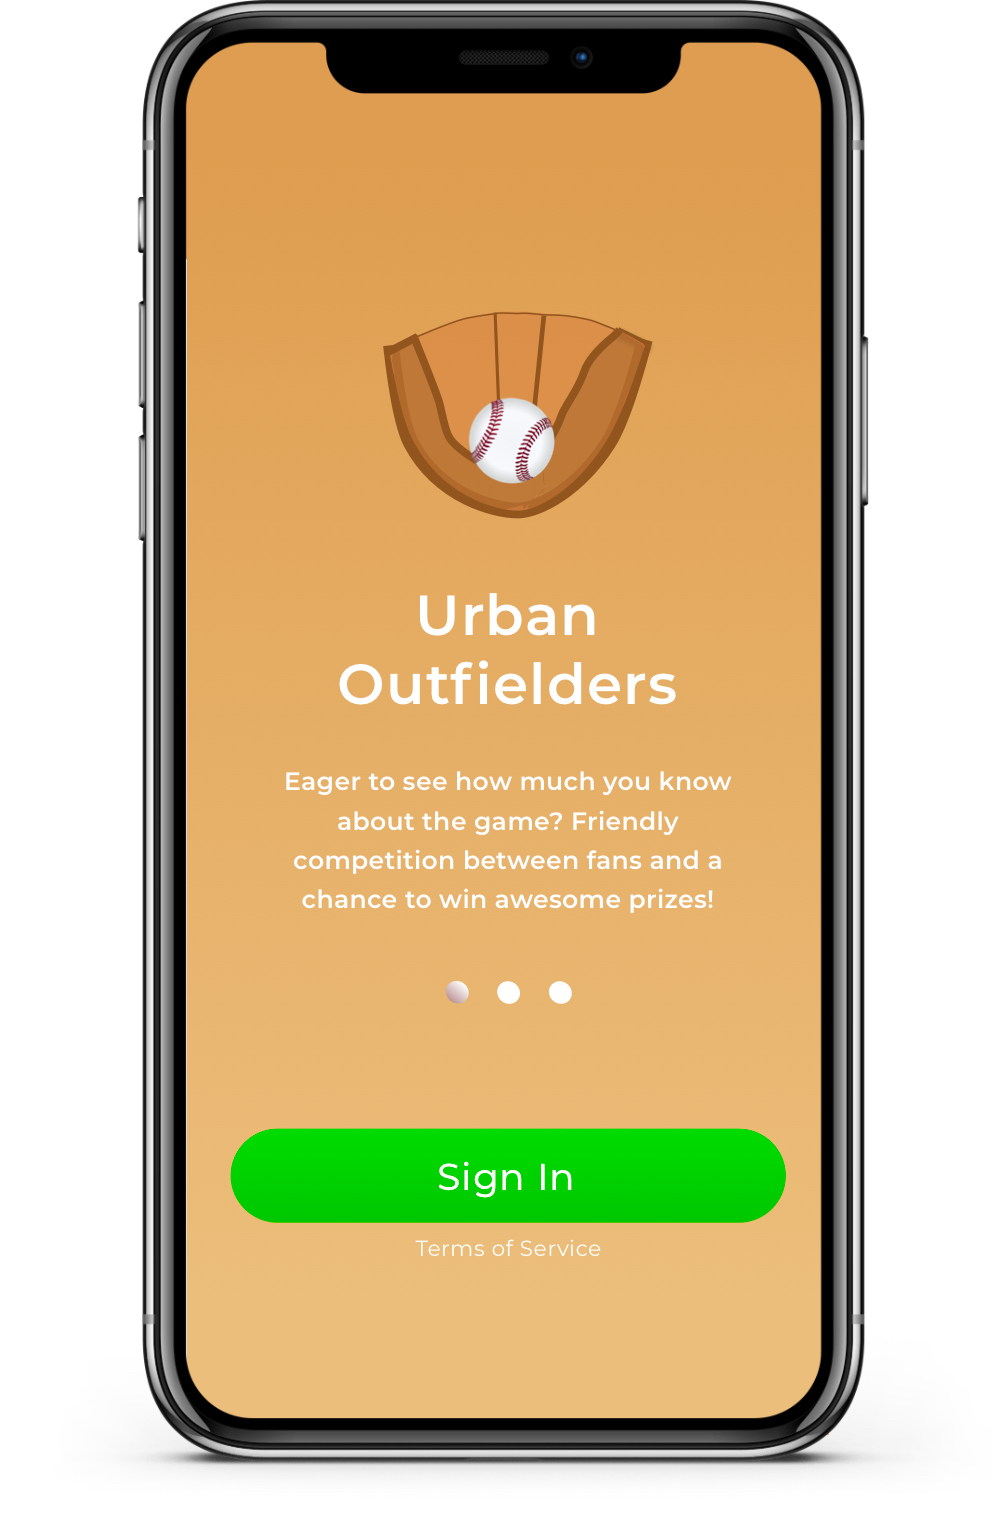 Urban
Outfielders
Eager to see how much you know
about the game? Friendly
competition between fans and a
chance to win awesome prizes!
Sign In
Terms of Service